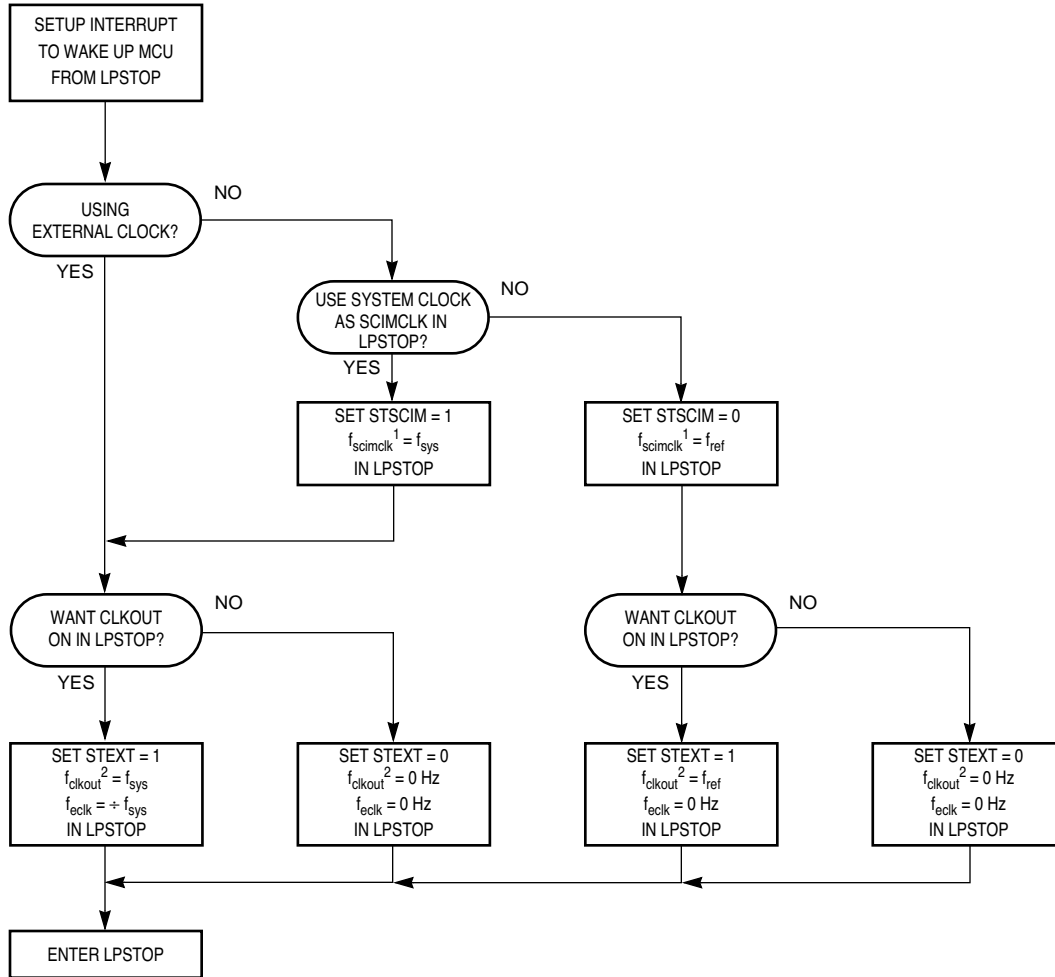 SETUP INTERRUPT
TO WAKE UP MCU
FROM LPSTOP
USING
EXTERNAL CLOCK?
NO
YES
USE SYSTEM CLOCK
AS SCIMCLK IN
LPSTOP?
NO
YES
SET STSCIM = 1
fscimclk1 = fsys
IN LPSTOP
SET STSCIM = 0
fscimclk1 = fref
IN LPSTOP
WANT CLKOUT
ON IN LPSTOP?
NO
YES
WANT CLKOUT
ON IN LPSTOP?
NO
YES
SET STEXT = 1
fclkout2 = fsys
feclk = ÷ fsys
IN LPSTOP
SET STEXT = 0
fclkout2 = 0 Hz
feclk = 0 Hz
IN LPSTOP
SET STEXT = 1
fclkout2 = fref
feclk = 0 Hz
IN LPSTOP
SET STEXT = 0
fclkout2 = 0 Hz
feclk = 0 Hz
IN LPSTOP
ENTER LPSTOP